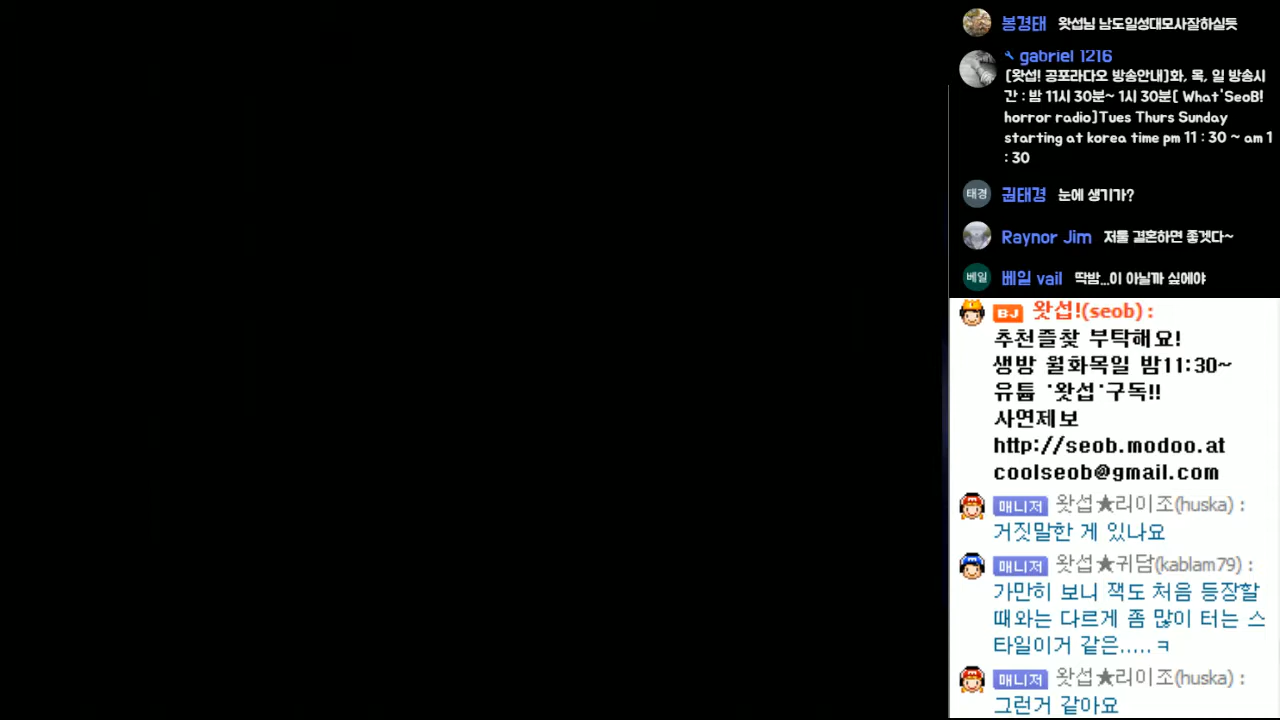 봉경태 왓섭님 남도일성대모사잘하실듯
gabriel 1216
[왓섭! 공포라디오 방송안내]화, 목, 일 방송시
간 : 밤 11시 30분~ 1시 30분[ What'SeoB!
horror radio]Tues Thurs Sunday
starting at korea time pm 11 : 30 ~ am 1
: 30
태경 권태경 눈에 생기가?
Raynor Jim 저둘 결혼하면 좋겟다~
베일 베일 vail 딱밤...이 아닐까 싶에야
BJ 왓섭!(seob) :
추천즐찾 부탁해요!
생방 월화목일 밤11:30~
유튭 '왓섭'구독!!
사연제보
http://seob.modoo.at
coolseob@gmail.com
매니저 왓섭★리이조(huska) :
거짓말한 게 있나요
매니저 왓섭★귀담(kablam79) :
가만히 보니 잭도 처음 등장할
때와는 다르게 좀 많이 터는 스
타일이거 같은.....ㅋ
매니저 왓섭★리이조(huska) :
그런거 같아요